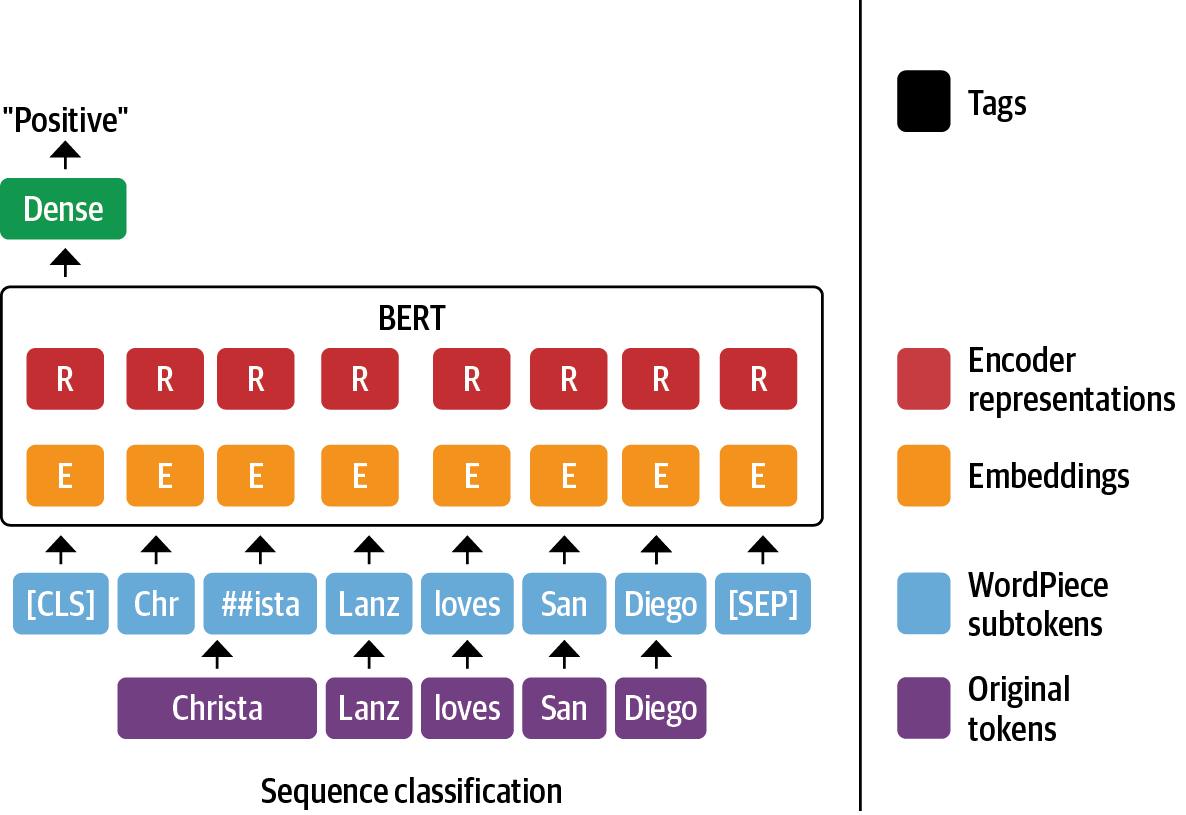 "Positive"
Dense
BERT
R R R R R R R R
E E E E E E E E
[CLS] Chr ##ista Lanz loves San Diego [SEP]
Christa Lanz loves San Diego
Sequence classification
Tags
Encoder
representations
Embeddings
WordPiece
subtokens
Original
tokens